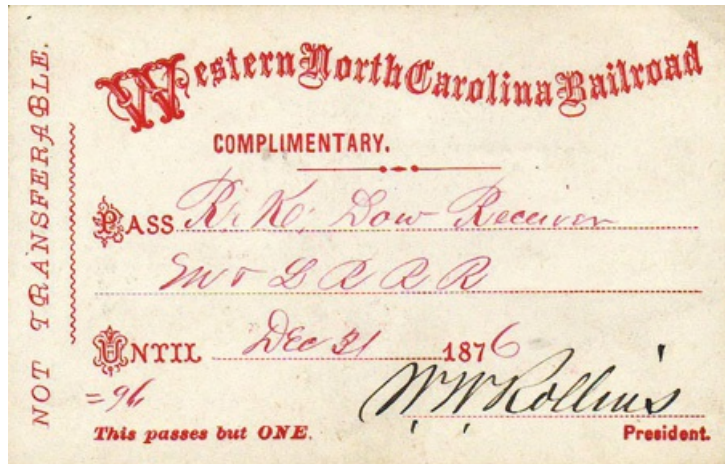 NOT TRANSFERABLE.
Western North Carolina Railroad
COMPLIMENTARY.
PASS R. K. Dow Receiver
R R R
UNTIL Dec 31 1876
=96
W W Rollins
This passes but ONE. President.